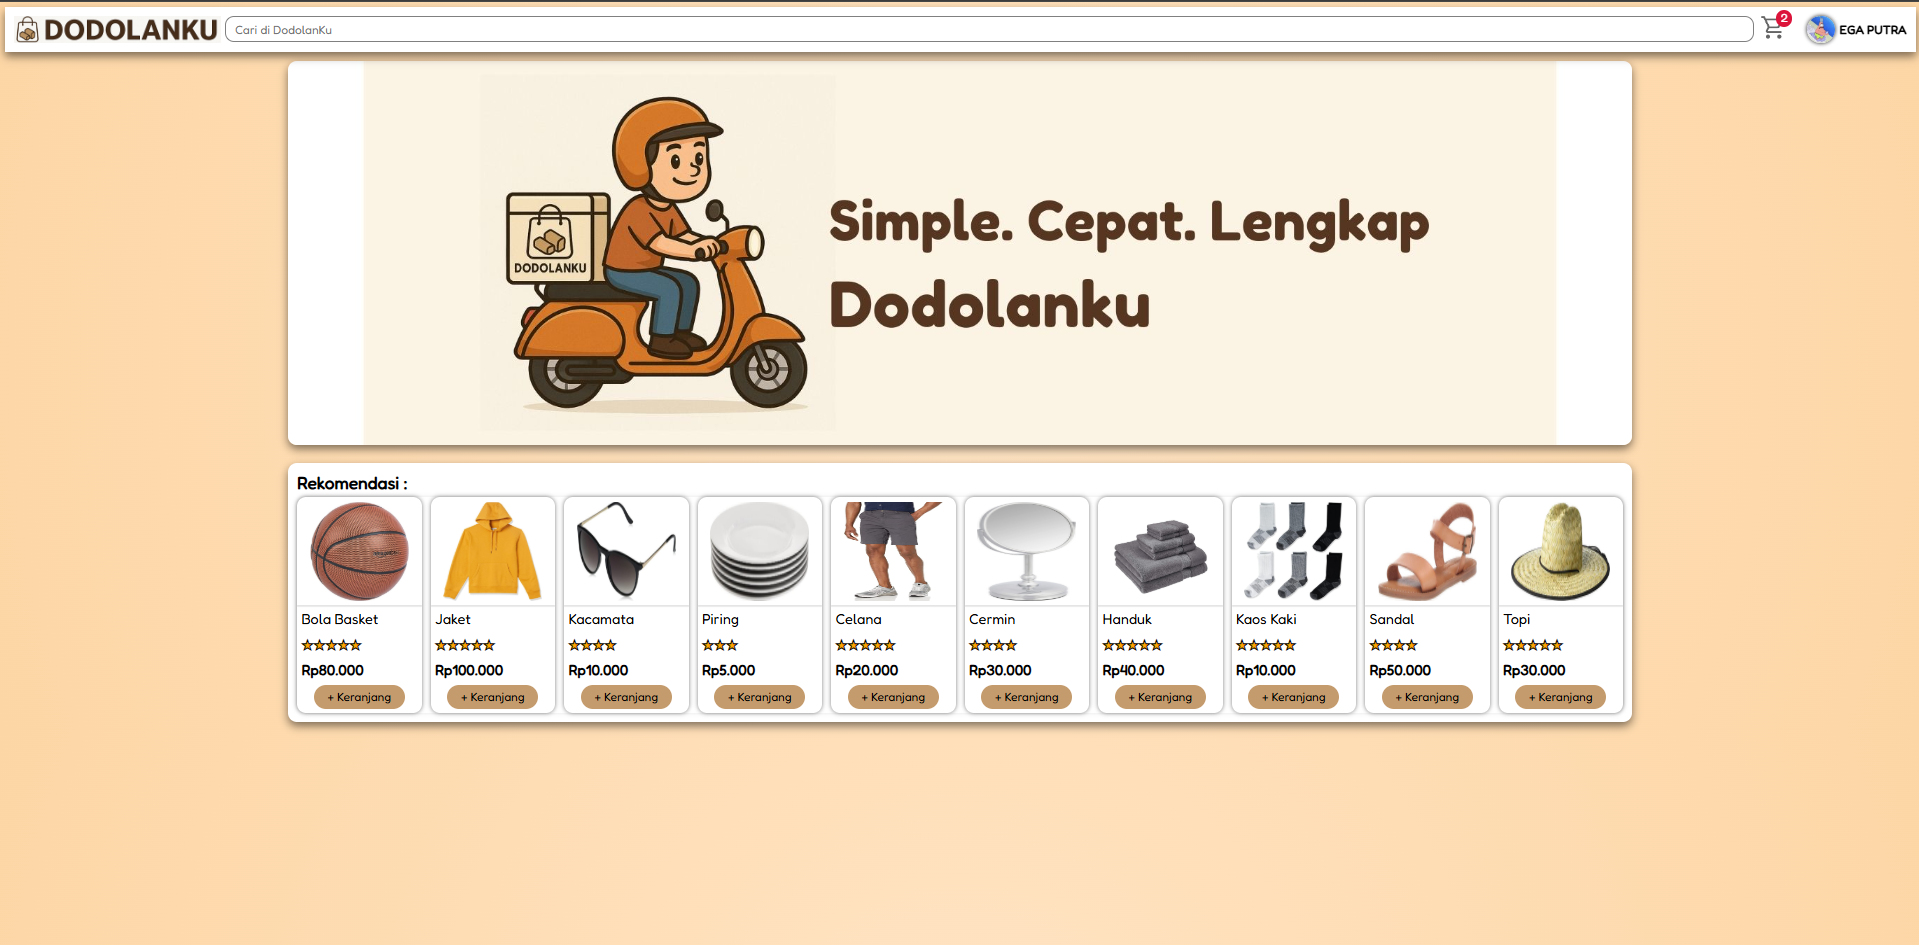 DODOLANKU
Cari di DodolanKu
2
EGA PUTRA
DODOLANKU
Simple. Cepat. Lengkap
Dodolanku
Rekomendasi :
Bola Basket
Rp80.000
+ Keranjang
Jaket
Rp100.000
+ Keranjang
Kacamata
Rp10.000
+ Keranjang
Piring
Rp5.000
+ Keranjang
Celana
Rp20.000
+ Keranjang
Cermin
Rp30.000
+ Keranjang
Handuk
Rp40.000
+ Keranjang
Kaos Kaki
Rp10.000
+ Keranjang
Sandal
Rp50.000
+ Keranjang
Topi
Rp30.000
+ Keranjang